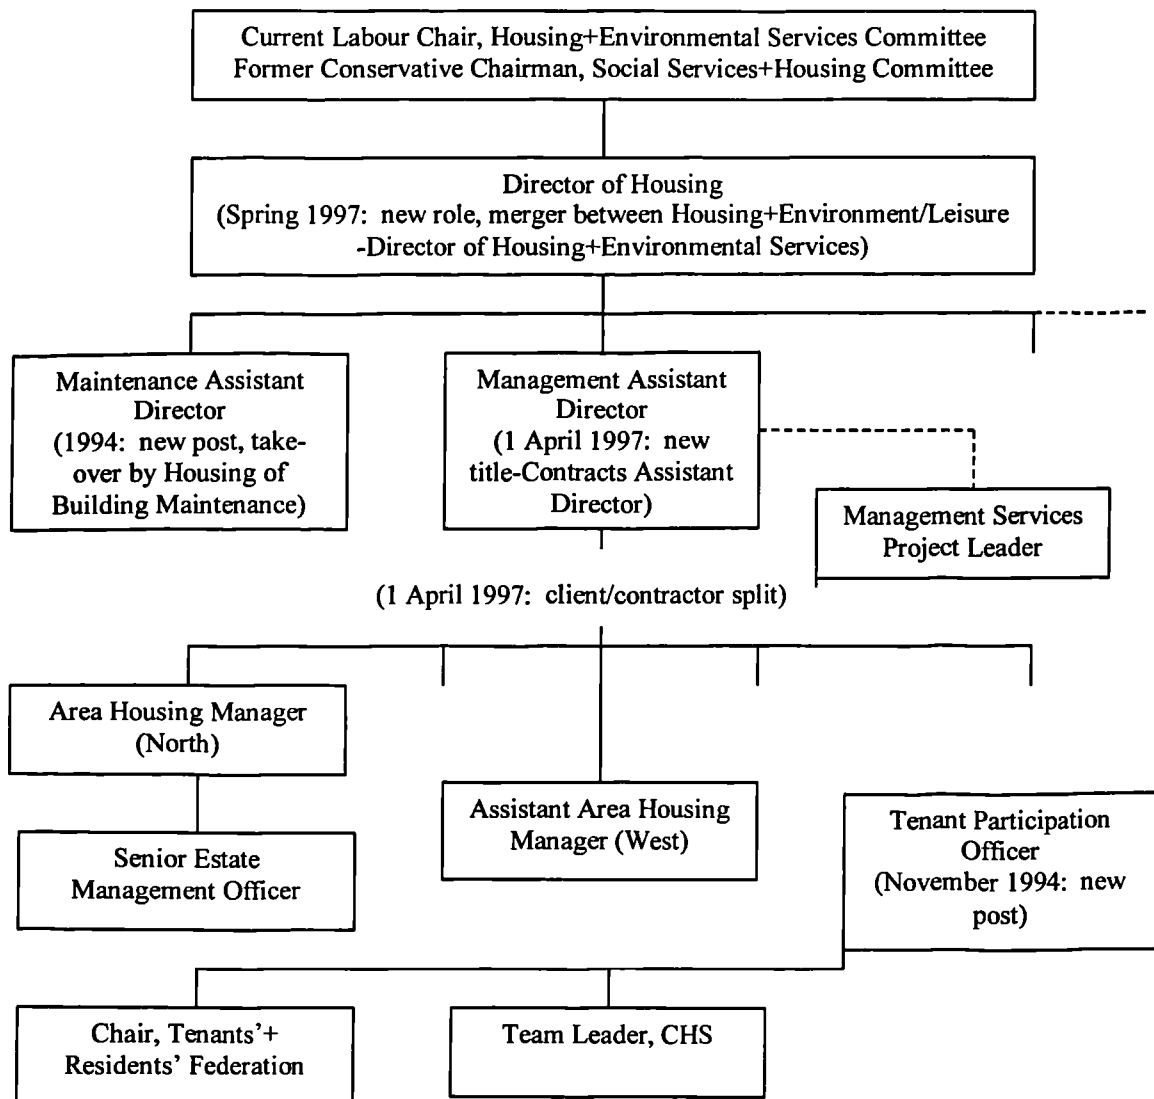 Current Labour Chair, Housing+Environmental Services Committee
Former Conservative Chairman, Social Services+Housing Committee
Director of Housing
(Spring 1997: new role, merger between Housing+Environment/Leisure
-Director of Housing+Environmental Services)
Maintenance Assistant
Director
(1994: new post, take-
over by Housing of
Building Maintenance)
Management Assistant
Director
(1 April 1997: new
title-Contracts Assistant
Director)
Management Services
Project Leader
(1 April 1997: client/contractor split)
Area Housing Manager
(North)
Senior Estate
Management Officer
Assistant Area Housing
Manager (West)
Tenant Participation
Officer
(November 1994: new
post)
Chair, Tenants'+
Residents' Federation
Team Leader, CHS